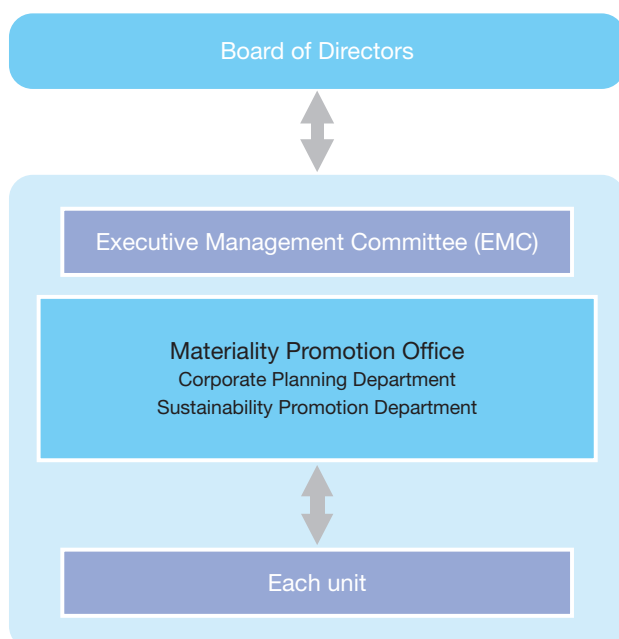 Board of Directors
Executive Management Committee (EMC)
Materiality Promotion Office
Corporate Planning Department
Sustainability Promotion Department
Each unit